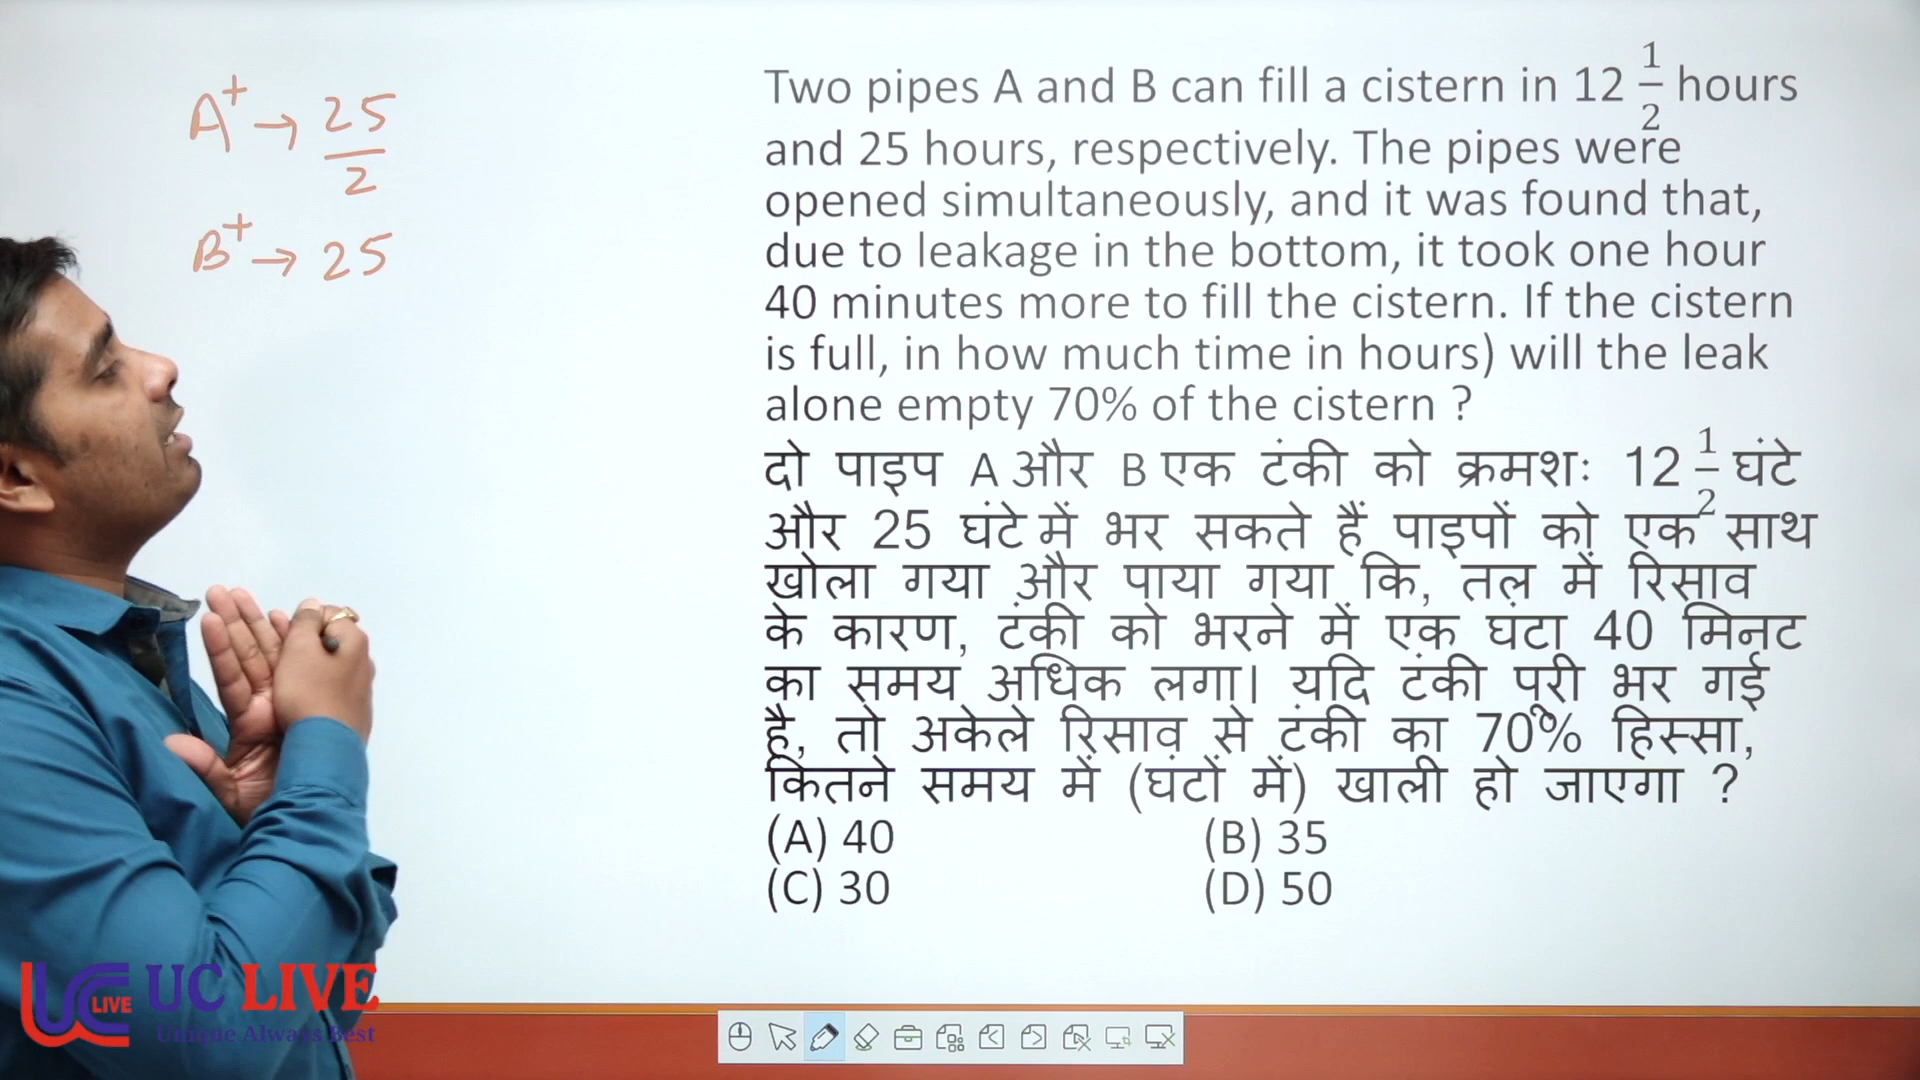 A⁺ → 25/2
B⁺ → 25
Two pipes A and B can fill a cistern in 12 1/2 hours
and 25 hours, respectively. The pipes were
opened simultaneously, and it was found that,
due to leakage in the bottom, it took one hour
40 minutes more to fill the cistern. If the cistern
is full, in how much time in hours) will the leak
alone empty 70% of the cistern ?
दो पाइप A और B एक टंकी को क्रमशः 12 1/2 घंटे
और 25 घंटे में भर सकते हैं पाइपों को एक साथ
खोला गया और पाया गया कि, तल में रिसाव
के कारण, टंकी को भरने में एक घंटा 40 मिनट
का समय अधिक लगा। यदि टंकी पूरी भर गई
है, तो अकेले रिसाव से टंकी का 70% हिस्सा,
कितने समय में (घंटों में) खाली हो जाएगा ?
(A) 40 (B) 35
(C) 30 (D) 50
UC LIVE UC LIVE
Unique Always Best